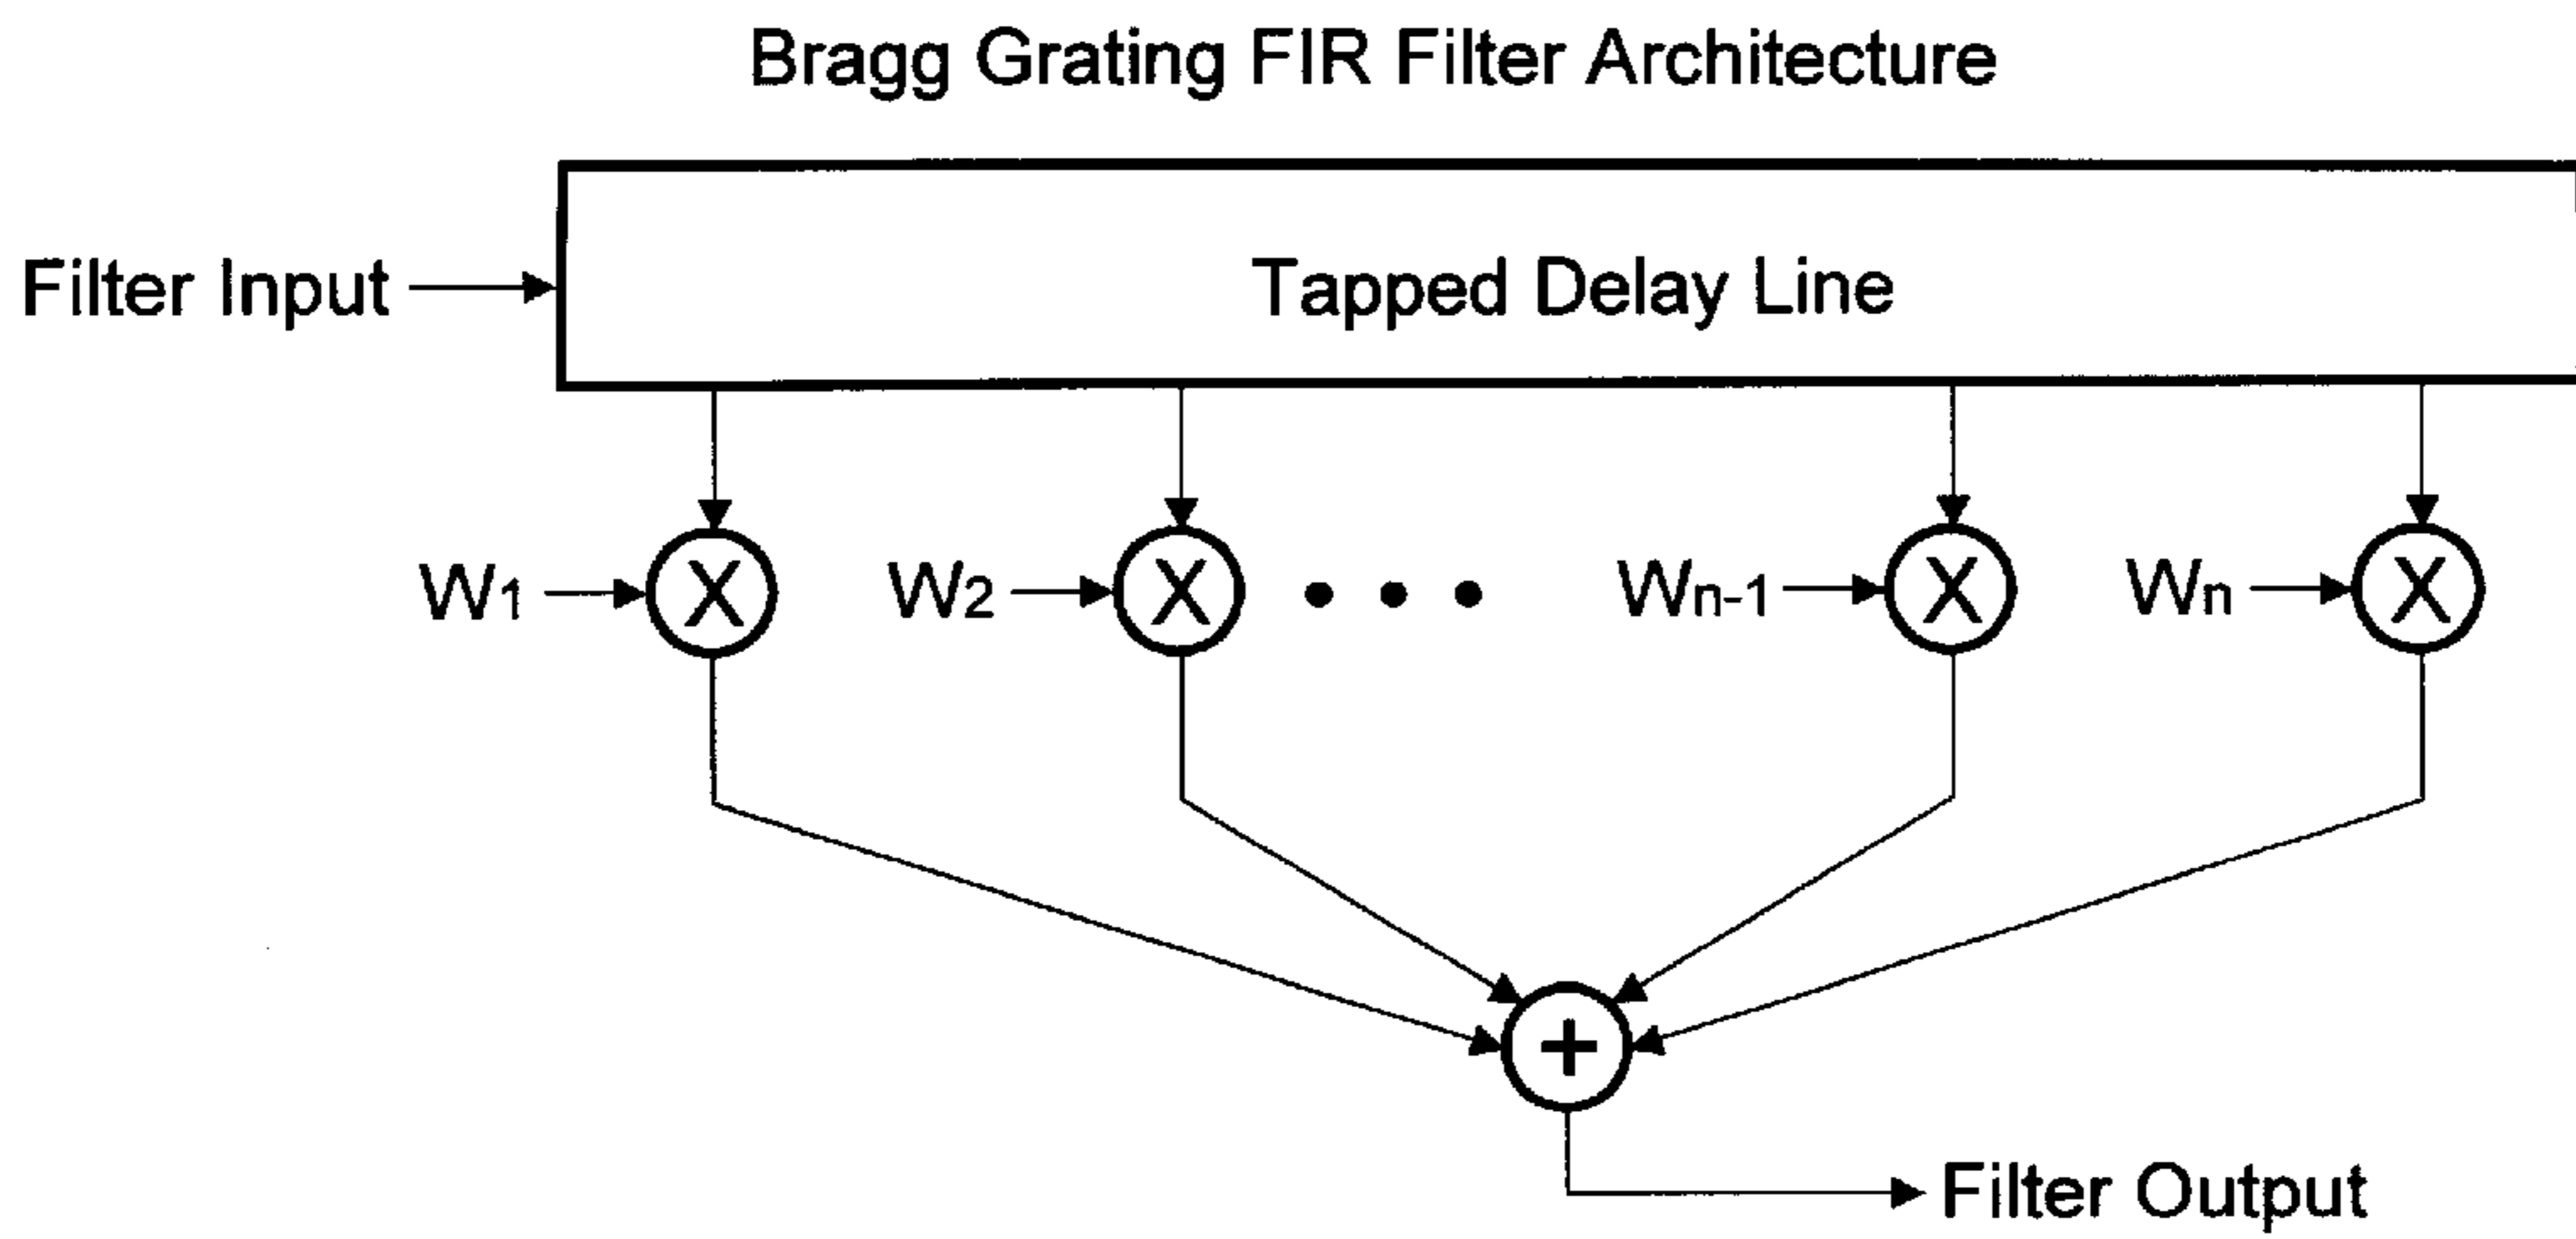 Bragg Grating FIR Filter Architecture
Filter Input
Tapped Delay Line
W1
X
W2
X
• • •
Wn-1
X
Wn
X
+
Filter Output